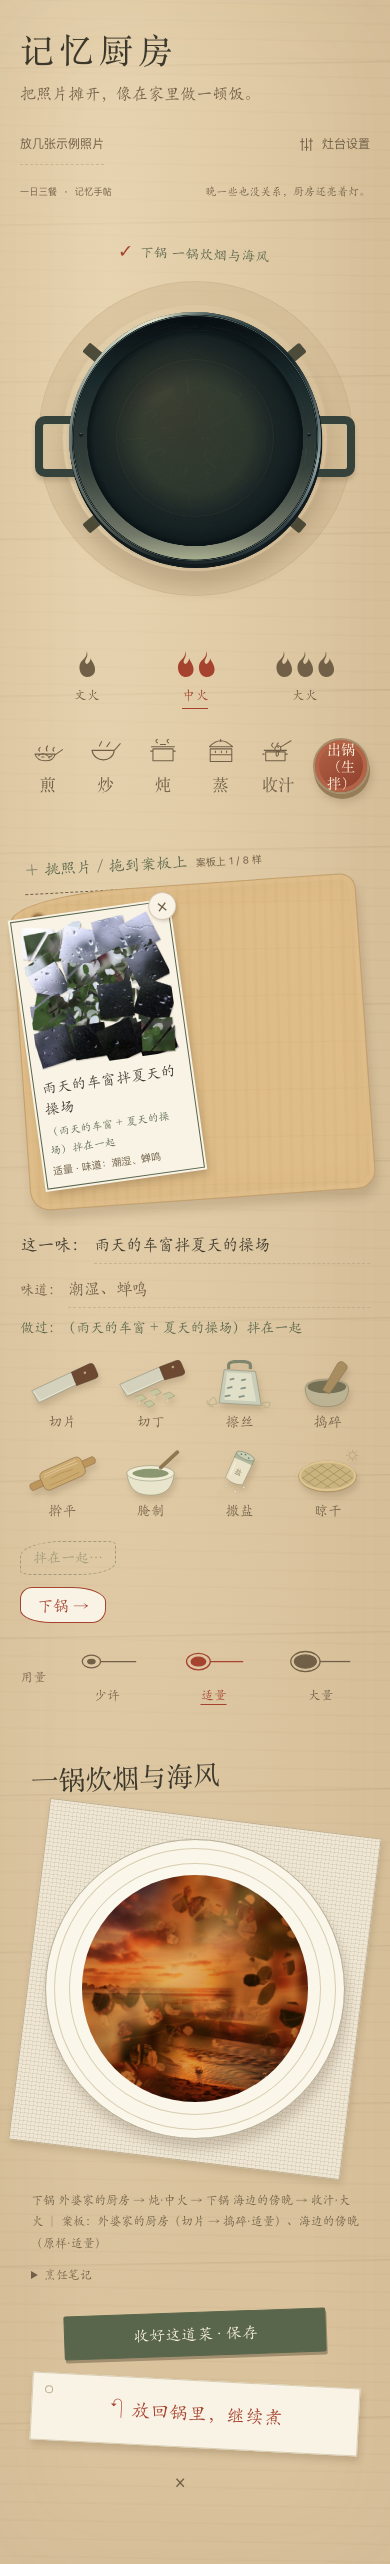 记忆厨房
把照片摊开，像在家里做一顿饭。
放几张示例照片
灶台设置
一日三餐 · 记忆手帖
晚一些也没关系，厨房还亮着灯。
✓ 下锅 一锅炊烟与海风
文火
中火
大火
煎
炒
炖
蒸
收汁
出锅
（生
拌）
＋ 挑照片 / 拖到案板上 案板上 1 / 8 样
×
雨天的车窗拌夏天的
操场
（雨天的车窗 + 夏天的操
场）拌在一起
适量 · 味道：潮湿、蝉鸣
这一味： 雨天的车窗拌夏天的操场
味道： 潮湿、蝉鸣
做过：（雨天的车窗 + 夏天的操场）拌在一起
切片
切丁
擦丝
捣碎
盐
擀平
腌制
撒盐
晾干
拌在一起…
下锅 →
用量
少许
适量
大量
一锅炊烟与海风
下锅 外婆家的厨房 → 炖·中火 → 下锅 海边的傍晚 → 收汁·大
火 ｜ 案板：外婆家的厨房（切片 → 捣碎·适量）、海边的傍晚
（原样·适量）
▶ 烹饪笔记
收好这道菜 · 保存
放回锅里，继续煮
×